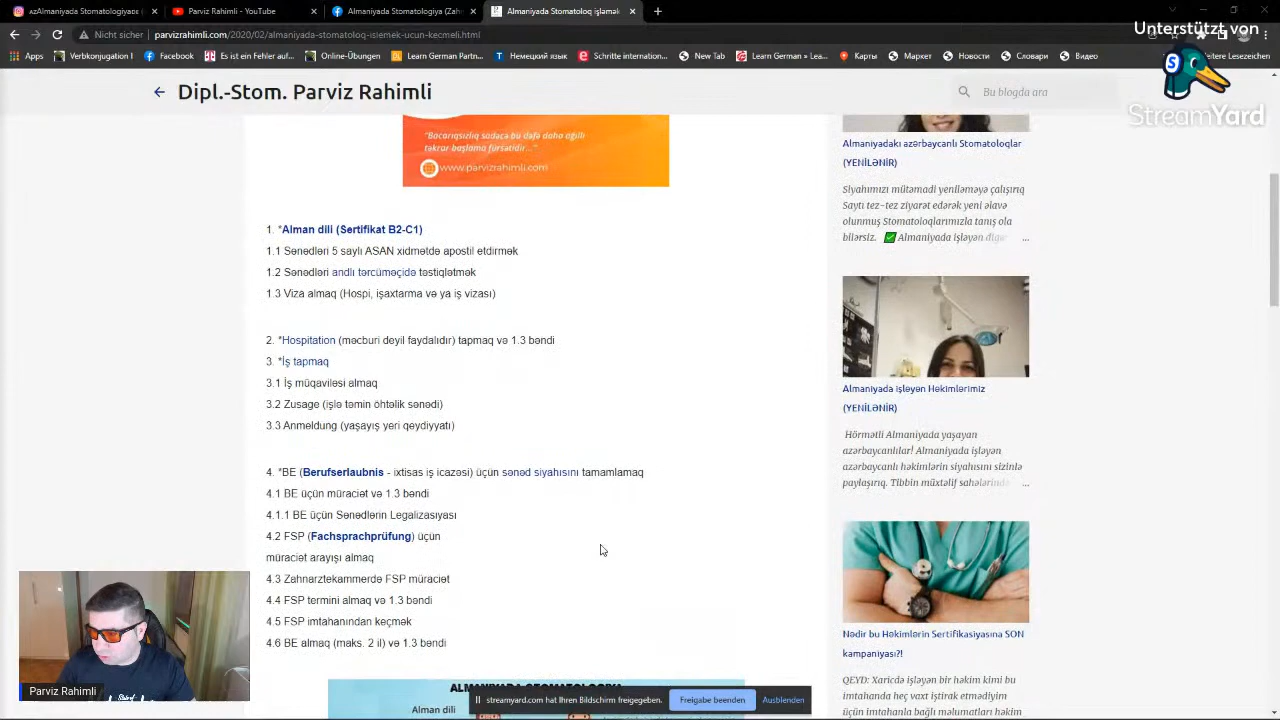 azAlmaniyada Stomatologiyaos
Parviz Rahimli - YouTube
Almaniyada Stomatologiya (Zah
Almaniyada Stomatoloq işləmək
Unterstützt von
StreamYard
Nicht sicher
parvizrahimli.com/2020/02/almaniyada-stomatoloq-islemek-ucun-kecmeli.html
Apps
Verbkonjugation
Facebook
Es ist ein Fehler auf...
Online-Übungen
Learn German Partn...
Немецкий язык
Schritte internation...
New Tab
Learn German » Lea...
Карты
Маркет
Новости
Словари
Видео
Lesezeichen
Dipl.-Stom. Parviz Rahimli
Bu blogda ara
"Bacarıqsızlıq sadəcə bu dəfə daha ağıllı
təkrar başlama fürsətidir..."
www.parvizrahimli.com
1. *Alman dili (Sertifikat B2-C1)
1.1 Sənədləri 5 saylı ASAN xidmətdə apostil etdirmək
1.2 Sənədləri andlı tərcüməçidə təsdiqlətmək
1.3 Viza almaq (Hospi, işaxtarma və ya iş vizası)
2. *Hospitation (məcburi deyil faydalıdır) tapmaq və 1.3 bəndi
3. *İş tapmaq
3.1 İş müqaviləsi almaq
3.2 Zusage (işlə təmin öhtəlik sənədi)
3.3 Anmeldung (yaşayış yeri qeydiyyatı)
4. *BE (Berufserlaubnis - ixtisas iş icazəsi) üçün sənəd siyahısını tamamlamaq
4.1 BE üçün müraciət və 1.3 bəndi
4.1.1 BE üçün Sənədlərin Legalizasiyası
4.2 FSP (Fachsprachprüfung) üçün
müraciət arayışı almaq
4.3 Zahnarztekammerdə FSP müraciət
4.4 FSP termini almaq və 1.3 bəndi
4.5 FSP imtahanından keçmək
4.6 BE almaq (maks. 2 il) və 1.3 bəndi
ALMANİYADA STOMATOLOGİYA
Alman dili
Almaniyadakı azərbaycanlı Stomatoloqlar
(YENİLƏNİR)
Siyahımızı mütəmadi yeniləməyə çalışırıq
Saytı tez-tez ziyarət edərək yeni əlavə
olunmuş Stomatoloqlarımızla tanış ola
bilərsiz. ✅ Almaniyada işləyən digər ...
Almaniyada işləyən Həkimlərimiz
(YENİLƏNİR)
Hörmətli Almaniyada yaşayan
azərbaycanlılar! Almaniyada işləyən
azərbaycanlı həkimlərin siyahısını sizinlə
paylaşırıq. Tibbin müxtəlif sahələrində ...
Nədir bu Həkimlərin Sertifikasiyasına SON
kampaniyası?!
QEYD: Xaricdə işləyən bir həkim kimi bu
imtahanda heç vaxt iştirak etmədiyim
üçün imtahanla bağlı məlumatları həkim
Parviz Rahimli
streamyard.com hat Ihren Bildschirm freigegeben.
Freigabe beenden
Ausblenden